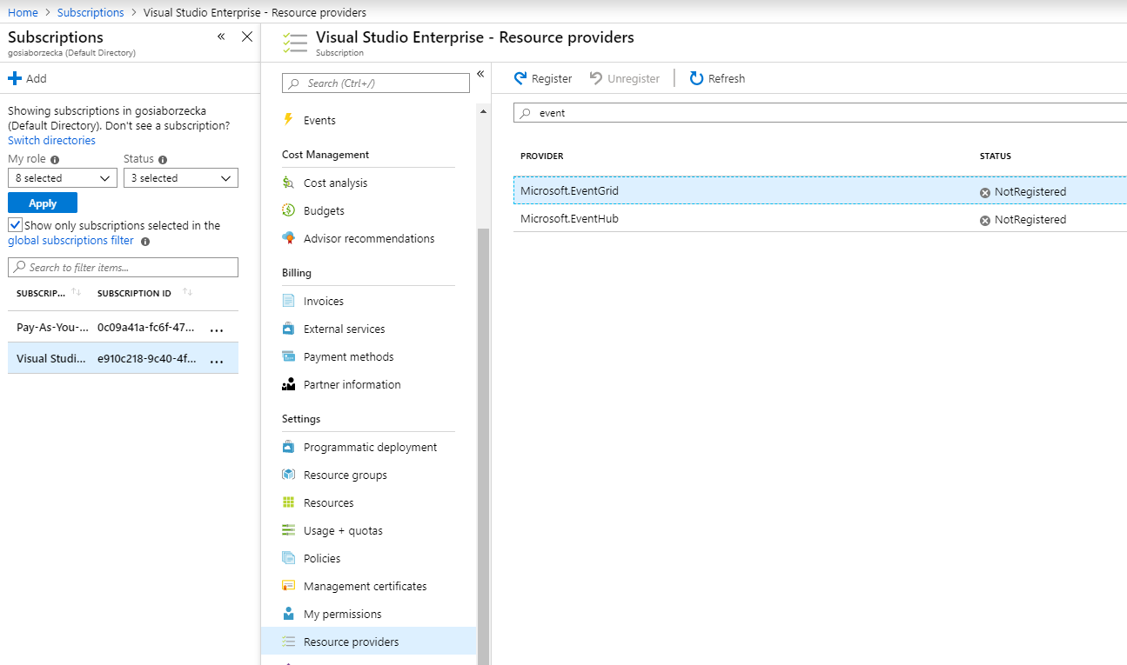 Home > Subscriptions > Visual Studio Enterprise - Resource providers
Subscriptions
gosiaborzecka (Default Directory)
Add
Showing subscriptions in gosiaborzecka
(Default Directory). Don't see a subscription?
Switch directories
My role Status
8 selected 3 selected
Apply
Show only subscriptions selected in the
global subscriptions filter
Search to filter items...
SUBSCRIP... SUBSCRIPTION ID
Pay-As-You-... 0c09a41a-fc6f-47... ...
Visual Studi... e910c218-9c40-4f... ...
Visual Studio Enterprise - Resource providers
Subscription
Search (Ctrl+/)
Events
Cost Management
Cost analysis
Budgets
Advisor recommendations
Billing
Invoices
External services
Payment methods
Partner information
Settings
Programmatic deployment
Resource groups
Resources
Usage + quotas
Policies
Management certificates
My permissions
Resource providers
Register Unregister Refresh
event
PROVIDER STATUS
Microsoft.EventGrid NotRegistered
Microsoft.EventHub NotRegistered